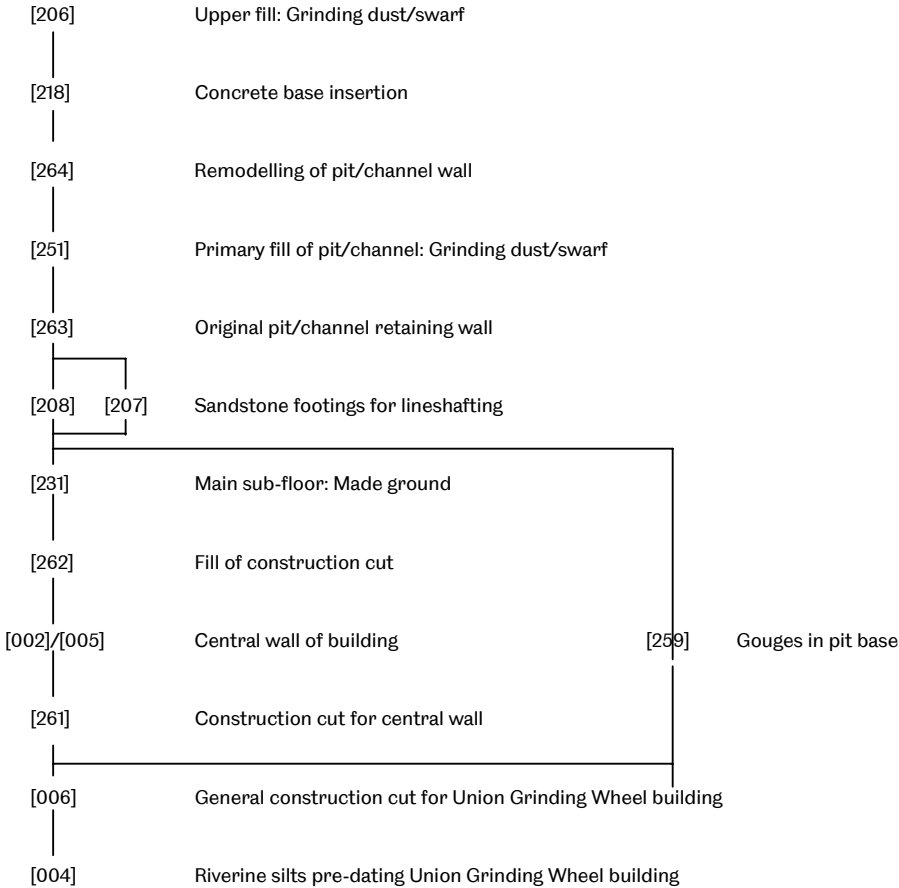 [206] Upper fill: Grinding dust/swarf
[218] Concrete base insertion
[264] Remodelling of pit/channel wall
[251] Primary fill of pit/channel: Grinding dust/swarf
[263] Original pit/channel retaining wall
[208] [207] Sandstone footings for lineshafting
[231] Main sub-floor: Made ground
[262] Fill of construction cut
[002]/[005] Central wall of building [259] Gouges in pit base
[261] Construction cut for central wall
[006] General construction cut for Union Grinding Wheel building
[004] Riverine silts pre-dating Union Grinding Wheel building